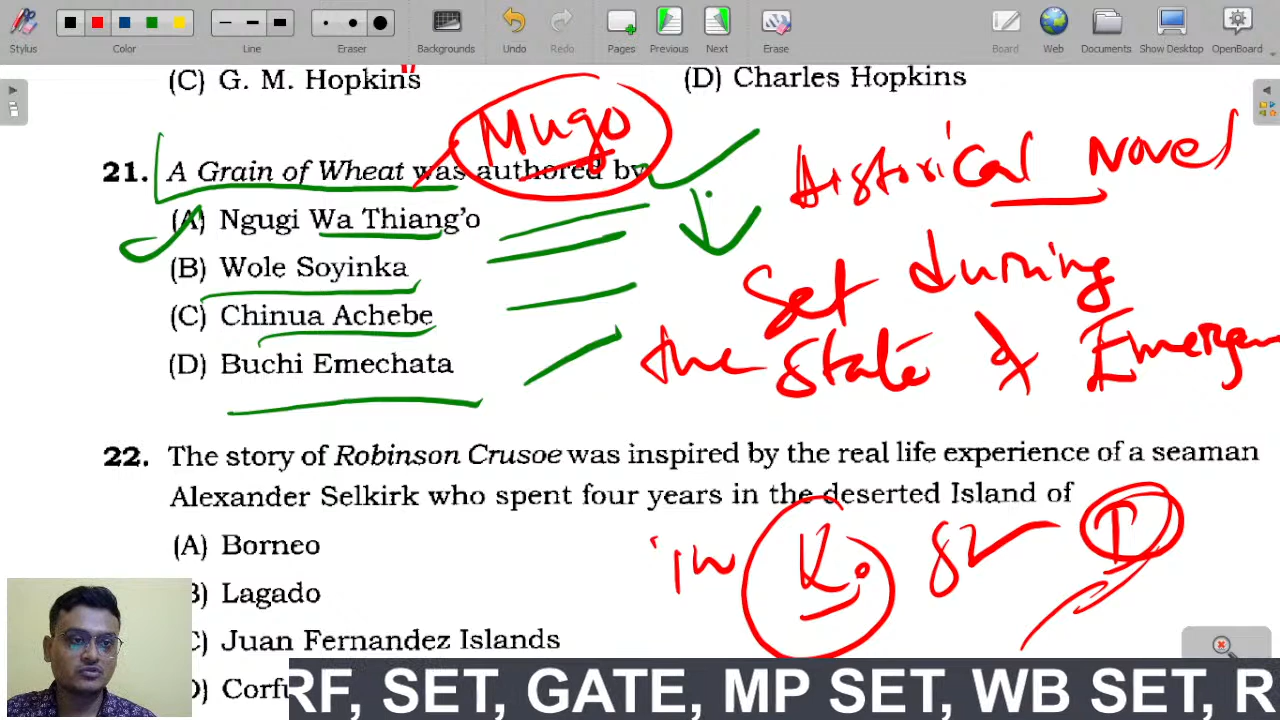 Stylus
Color
Line
Eraser
Backgrounds
Undo
Redo
Pages
Previous
Next
Erase
Board
Web
Documents
Show Desktop
OpenBoard
(C) G. M. Hopkins
(D) Charles Hopkins
Mugo
Historical Novel
21. A Grain of Wheat was authored by
(A) Ngugi Wa Thiang'o
(B) Wole Soyinka
Set during
(C) Chinua Achebe
the State of Emergen
(D) Buchi Emechata
22. The story of Robinson Crusoe was inspired by the real life experience of a seaman
Alexander Selkirk who spent four years in the deserted Island of
(A) Borneo
in K.
B) Lagado
C) Juan Fernandez Islands
D) Corfu
RF, SET, GATE, MP SET, WB SET, R